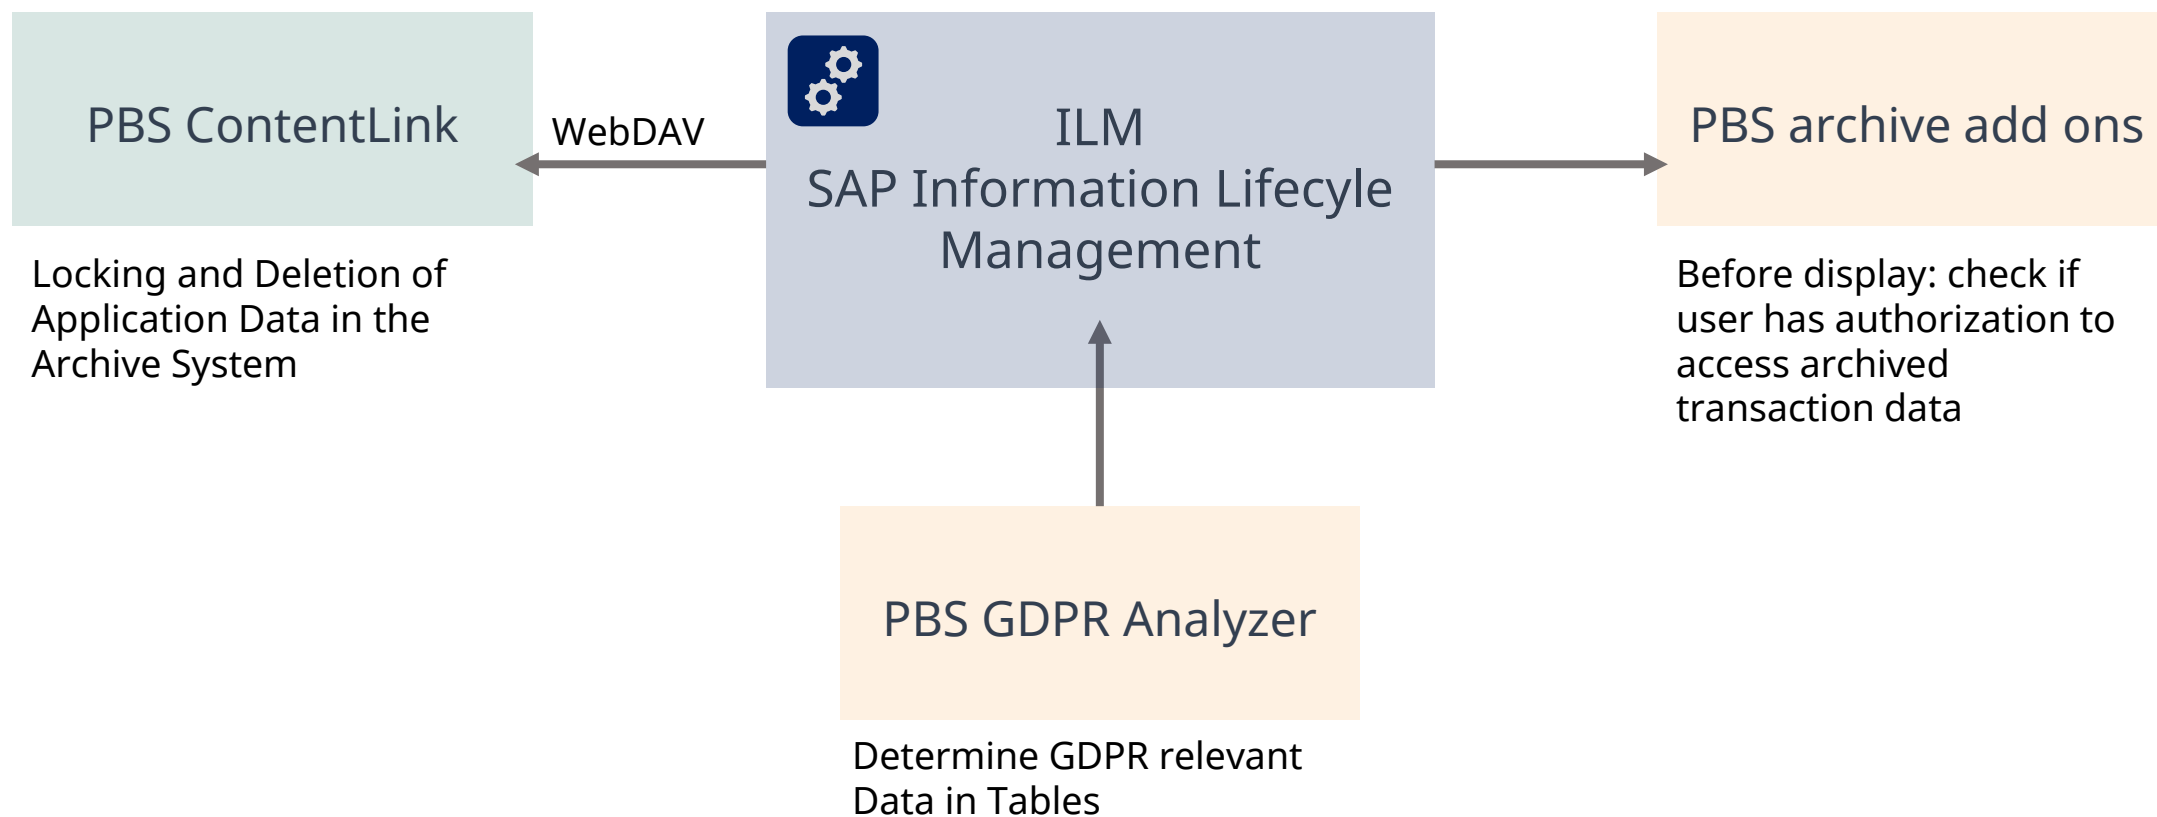 PBS ContentLink
Locking and Deletion of
Application Data in the
Archive System
WebDAV
ILM
SAP Information Lifecyle
Management
PBS archive add ons
Before display: check if
user has authorization to
access archived
transaction data
PBS GDPR Analyzer
Determine GDPR relevant
Data in Tables